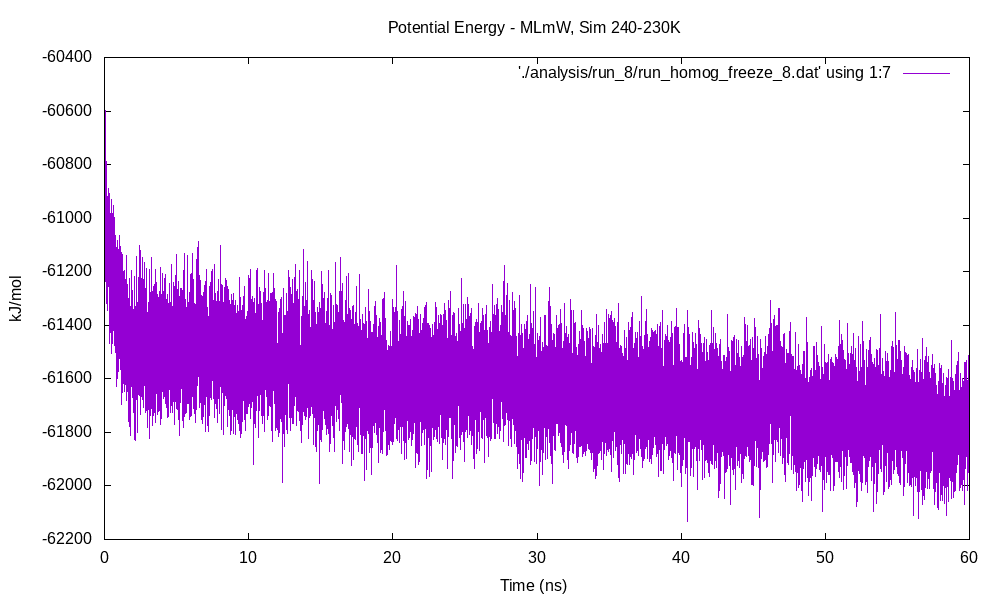 Potential Energy - MLmW, Sim 240-230K
'./analysis/run_8/run_homog_freeze_8.dat' using 1:7
-60400
-60600
-60800
-61000
-61200
-61400
-61600
-61800
-62000
-62200
kJ/mol
0 10 20 30 40 50 60
Time (ns)